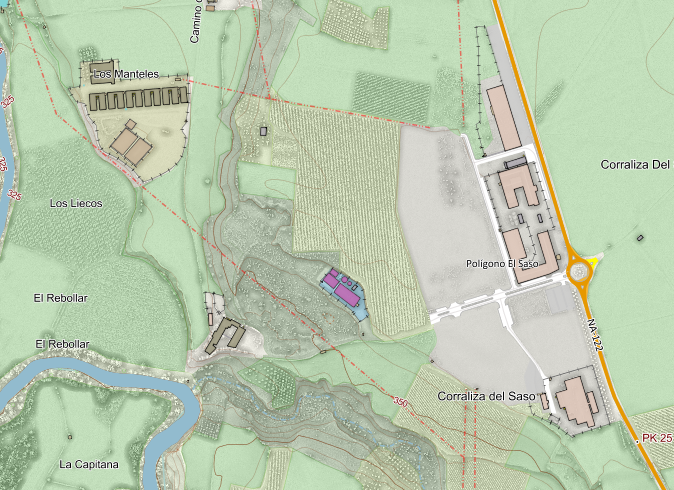 Camino
Los Manteles
325
325
325
Corraliza Del
Los Liecos
Polígono El Saso
El Rebollar
NA-122
El Rebollar
Corraliza del Saso
350
PK 25
La Capitana